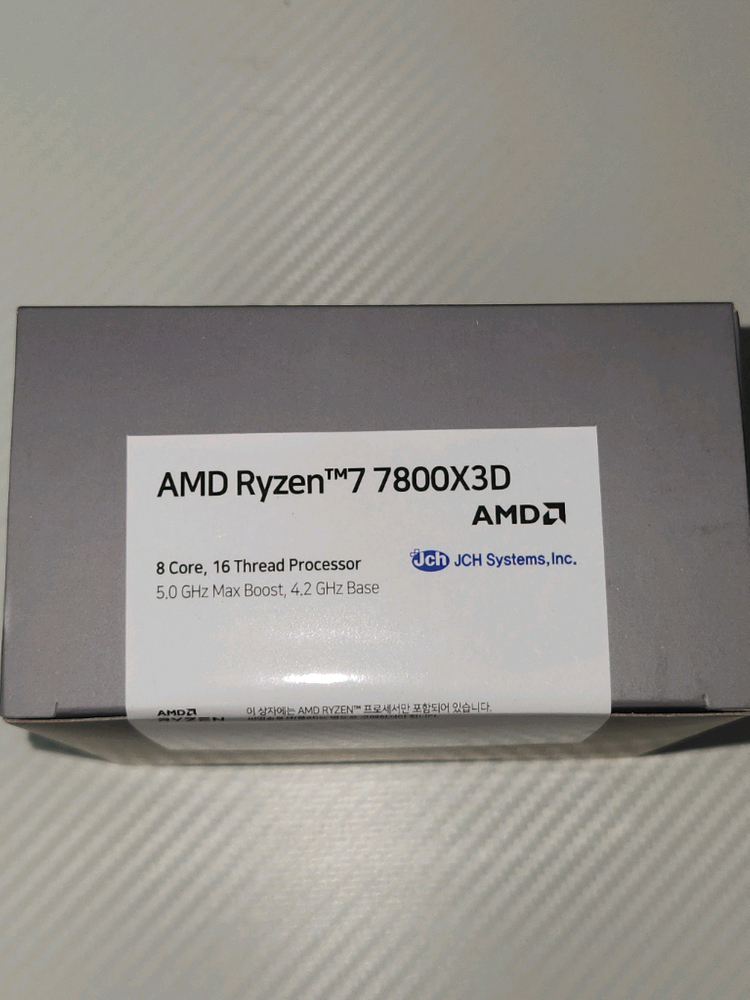 AMD Ryzen™7 7800X3D
AMD
8 Core, 16 Thread Processor
Jch JCH Systems,Inc.
5.0 GHz Max Boost, 4.2 GHz Base
AMD
RYZEN
이 상자에는 AMD RYZEN™ 프로세서만 포함되어 있습니다.